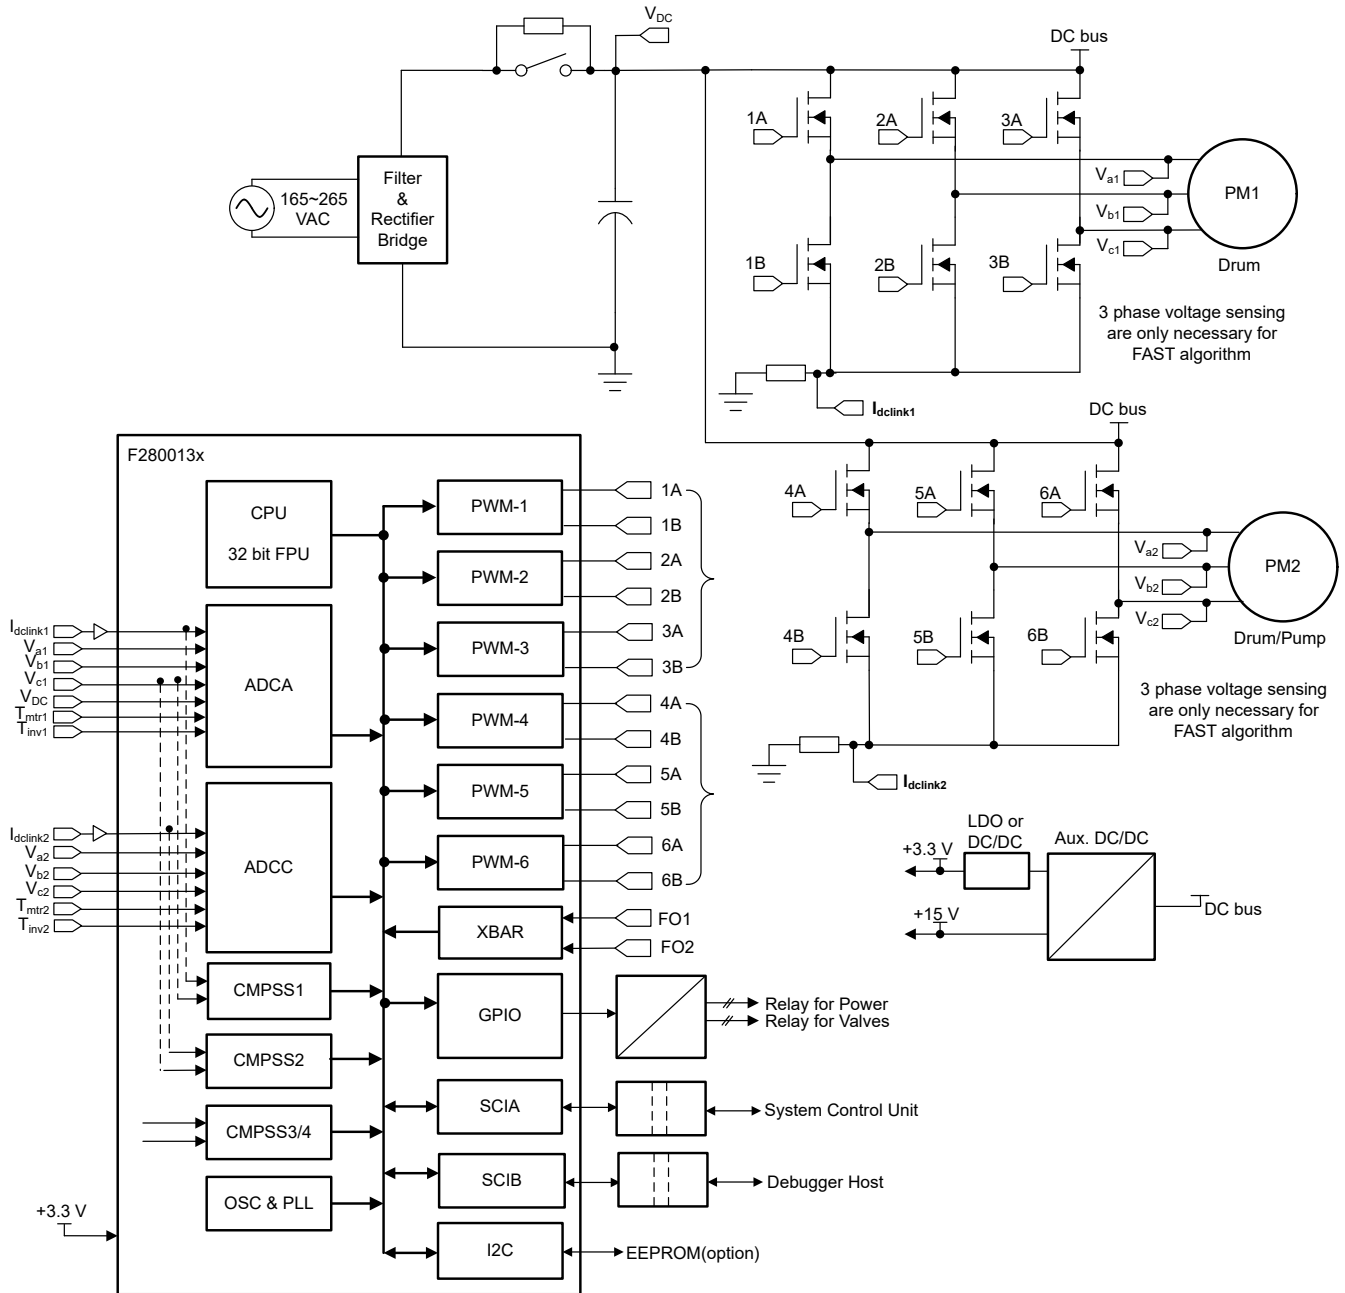 V_DC
DC bus
1A
2A
3A
Filter
&
Rectifier
Bridge
165~265
VAC
V_a1
V_b1
V_c1
PM1
Drum
1B
2B
3B
3 phase voltage sensing
are only necessary for
FAST algorithm
I_dclink1
DC bus
4A
5A
6A
V_a2
V_b2
V_c2
PM2
Drum/Pump
4B
5B
6B
3 phase voltage sensing
are only necessary for
FAST algorithm
I_dclink2
LDO or
DC/DC
Aux. DC/DC
+3.3 V
+15 V
DC bus
F280013x
CPU
32 bit FPU
I_dclink1
V_a1
V_b1
V_c1
V_DC
T_mtr1
T_inv1
ADCA
I_dclink2
V_a2
V_b2
V_c2
T_mtr2
T_inv2
ADCC
CMPSS1
CMPSS2
CMPSS3/4
OSC & PLL
+3.3 V
PWM-1
1A
1B
PWM-2
2A
2B
PWM-3
3A
3B
PWM-4
4A
4B
PWM-5
5A
5B
PWM-6
6A
6B
XBAR
FO1
FO2
GPIO
Relay for Power
Relay for Valves
SCIA
System Control Unit
SCIB
Debugger Host
I2C
EEPROM(option)